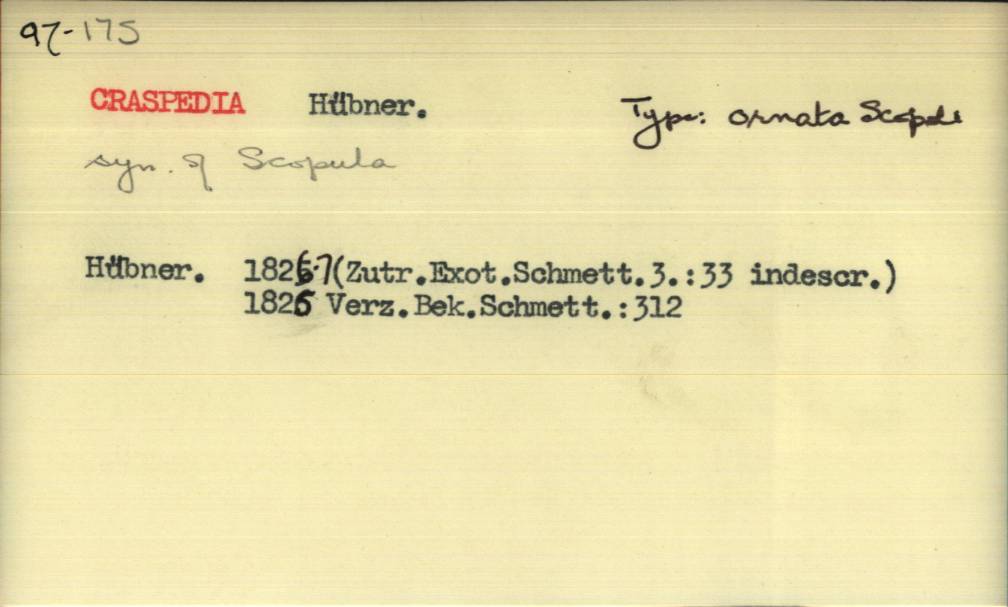 97-175
CRASPEDIA Hübner. Type: ornata Scopoli
syn. of Scopula
Hübner. 1826-7(Zutr.Exot.Schmett.3.:33 indescr.)
1825 Verz.Bek.Schmett.:312